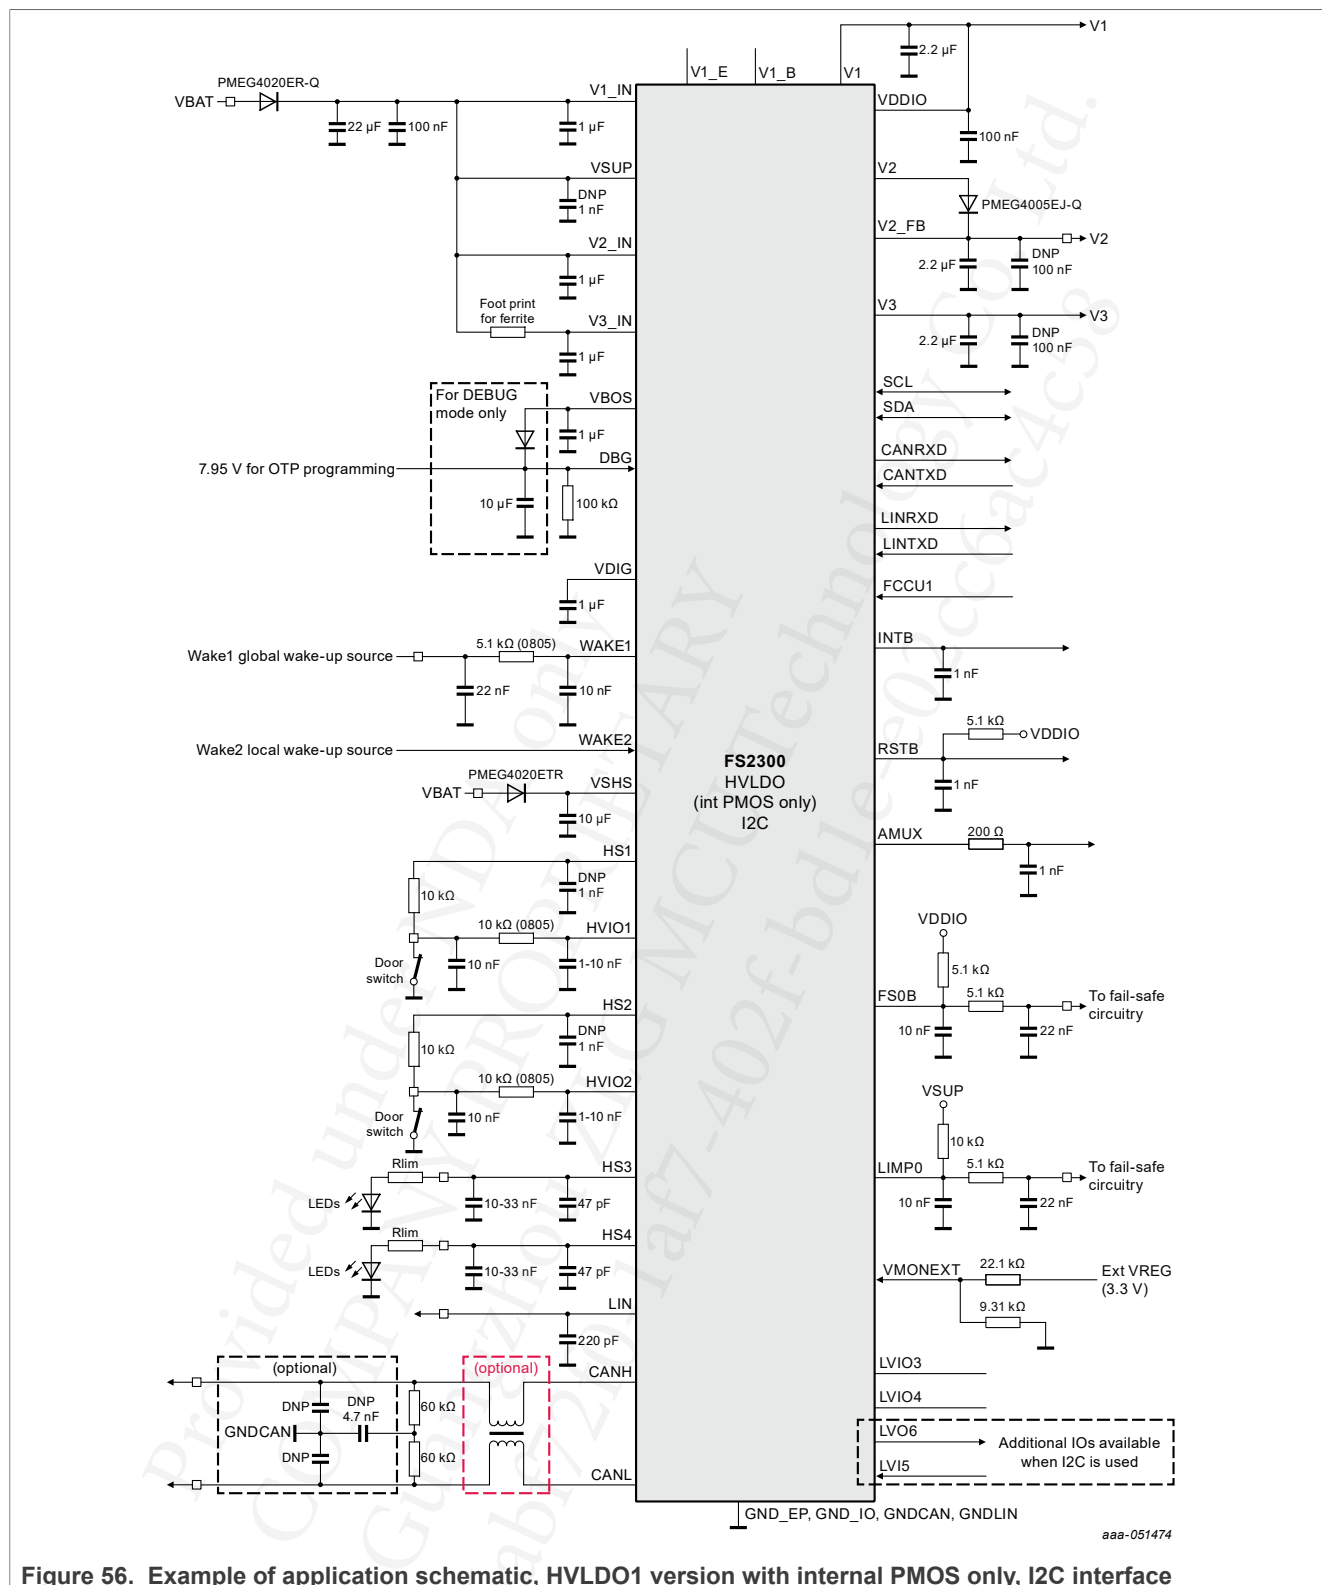 V1
2.2 µF
V1_E
V1_B
V1
PMEG4020ER-Q
VBAT
V1_IN
VDDIO
22 µF
100 nF
1 µF
100 nF
VSUP
V2
DNP
1 nF
PMEG4005EJ-Q
V2_FB
V2
V2_IN
2.2 µF
DNP
100 nF
1 µF
Foot print
for ferrite
V3_IN
V3
V3
1 µF
2.2 µF
DNP
100 nF
For DEBUG
mode only
VBOS
SCL
SDA
1 µF
7.95 V for OTP programming
DBG
CANRXD
CANTXD
10 µF
100 kΩ
LINRXD
LINTXD
VDIG
FCCU1
1 µF
5.1 kΩ (0805)
Wake1 global wake-up source
WAKE1
INTB
22 nF
10 nF
1 nF
5.1 kΩ
VDDIO
Wake2 local wake-up source
WAKE2
RSTB
FS2300
HVLDO
(int PMOS only)
I2C
PMEG4020ETR
VBAT
VSHS
1 nF
10 µF
AMUX
200 Ω
HS1
1 nF
10 kΩ
DNP
1 nF
VDDIO
10 kΩ (0805)
HVIO1
Door
switch
10 nF
1-10 nF
5.1 kΩ
FS0B
5.1 kΩ
To fail-safe
circuitry
HS2
10 nF
22 nF
10 kΩ
DNP
1 nF
10 kΩ (0805)
HVIO2
VSUP
Door
switch
10 nF
1-10 nF
10 kΩ
Rlim
HS3
LIMP0
5.1 kΩ
To fail-safe
circuitry
LEDs
10-33 nF
47 pF
10 nF
22 nF
Rlim
HS4
LEDs
10-33 nF
47 pF
VMONEXT
22.1 kΩ
Ext VREG
(3.3 V)
LIN
9.31 kΩ
220 pF
(optional)
(optional)
CANH
LVIO3
DNP
DNP
4.7 nF
60 kΩ
LVIO4
GNDCAN
LVO6
Additional IOs available
when I2C is used
DNP
60 kΩ
LVI5
CANL
GND_EP, GND_IO, GNDCAN, GNDLIN
aaa-051474
Figure 56. Example of application schematic, HVLDO1 version with internal PMOS only, I2C interface
Provided under NDA only
COMPANY PROPRIETARY